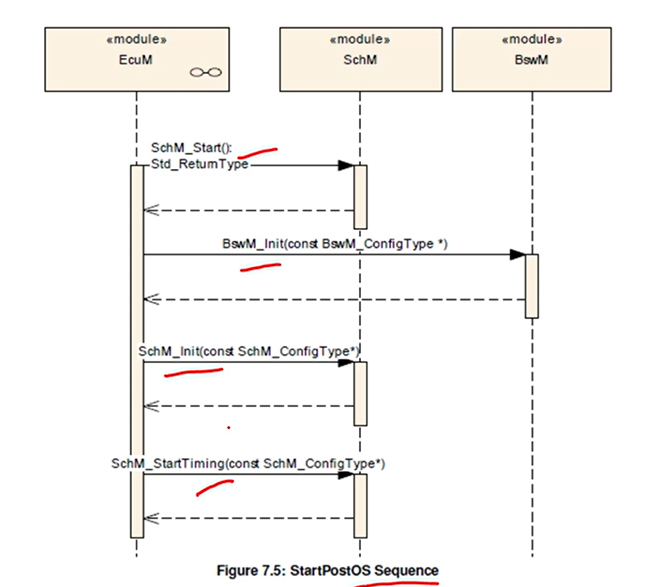 «module»
EcuM
«module»
SchM
«module»
BswM
SchM_Start():
Std_ReturnType
BswM_Init(const BswM_ConfigType *)
SchM_Init(const SchM_ConfigType*)
SchM_StartTiming(const SchM_ConfigType*)
Figure 7.5: StartPostOS Sequence